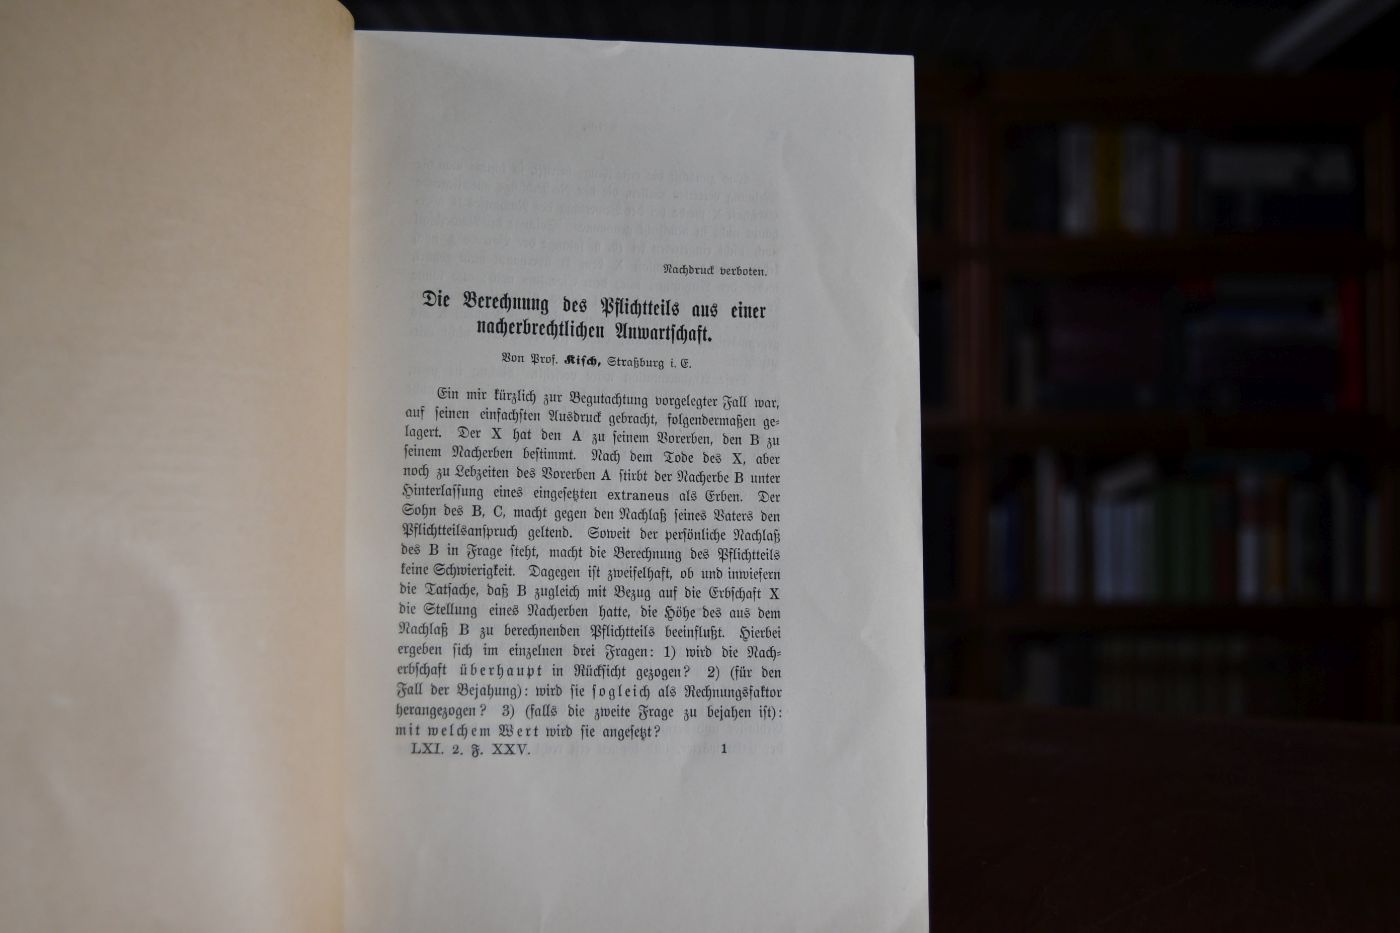 Nachdruck verboten.
Die Berechnung des Pflichtteils aus einer
nacherbrechtlichen Anwartschaft.
Von Prof. Kisch, Straßburg i. E.
Ein mir kürzlich zur Begutachtung vorgelegter Fall war,
auf seinen einfachsten Ausdruck gebracht, folgendermaßen ge-
lagert. Der X hat den A zu seinem Vorerben, den B zu
seinem Nacherben bestimmt. Nach dem Tode des X, aber
noch zu Lebzeiten des Vorerben A stirbt der Nacherbe B unter
Hinterlassung eines eingesetzten extraneus als Erben. Der
Sohn des B, C, macht gegen den Nachlaß seines Vaters den
Pflichtteilsanspruch geltend. Soweit der persönliche Nachlaß
des B in Frage steht, macht die Berechnung des Pflichtteils
keine Schwierigkeit. Dagegen ist zweifelhaft, ob und inwiefern
die Tatsache, daß B zugleich mit Bezug auf die Erbschaft X
die Stellung eines Nacherben hatte, die Höhe des aus dem
Nachlaß B zu berechnenden Pflichtteils beeinflußt. Hierbei
ergeben sich im einzelnen drei Fragen: 1) wird die Nach-
erbschaft überhaupt in Rücksicht gezogen? 2) (für den
Fall der Bejahung): wird sie sogleich als Rechnungsfaktor
herangezogen? 3) (falls die zweite Frage zu bejahen ist):
mit welchem Wert wird sie angesetzt?
LXI. 2. F. XXV. 1